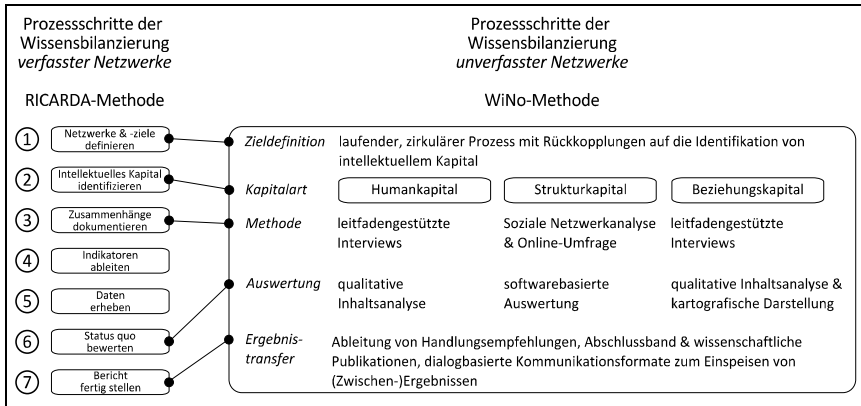 Prozessschritte der
Wissensbilanzierung
verfasster Netzwerke
RICARDA-Methode
1 Netzwerke & -ziele
definieren
2 Intellektuelles Kapital
identifizieren
3 Zusammenhänge
dokumentieren
4 Indikatoren
ableiten
5 Daten
erheben
6 Status quo
bewerten
7 Bericht
fertig stellen
Prozessschritte der
Wissensbilanzierung
unverfasster Netzwerke
WiNo-Methode
Zieldefinition laufender, zirkulärer Prozess mit Rückkopplungen auf die Identifikation von
intellektuellem Kapital
Kapitalart Humankapital Strukturkapital Beziehungskapital
Methode leitfadengestützte Soziale Netzwerkanalyse leitfadengestützte
Interviews & Online-Umfrage Interviews
Auswertung qualitative softwarebasierte qualitative Inhaltsanalyse &
Inhaltsanalyse Auswertung kartografische Darstellung
Ergebnis- Ableitung von Handlungsempfehlungen, Abschlussband & wissenschaftliche
transfer Publikationen, dialogbasierte Kommunikationsformate zum Einspeisen von
(Zwischen-)Ergebnissen